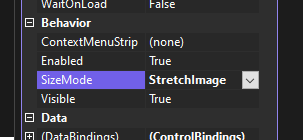 WaitOnLoad False
Behavior
ContextMenuStrip (none)
Enabled True
SizeMode StretchImage
Visible True
Data
(DataBindings) (ControlBindings)